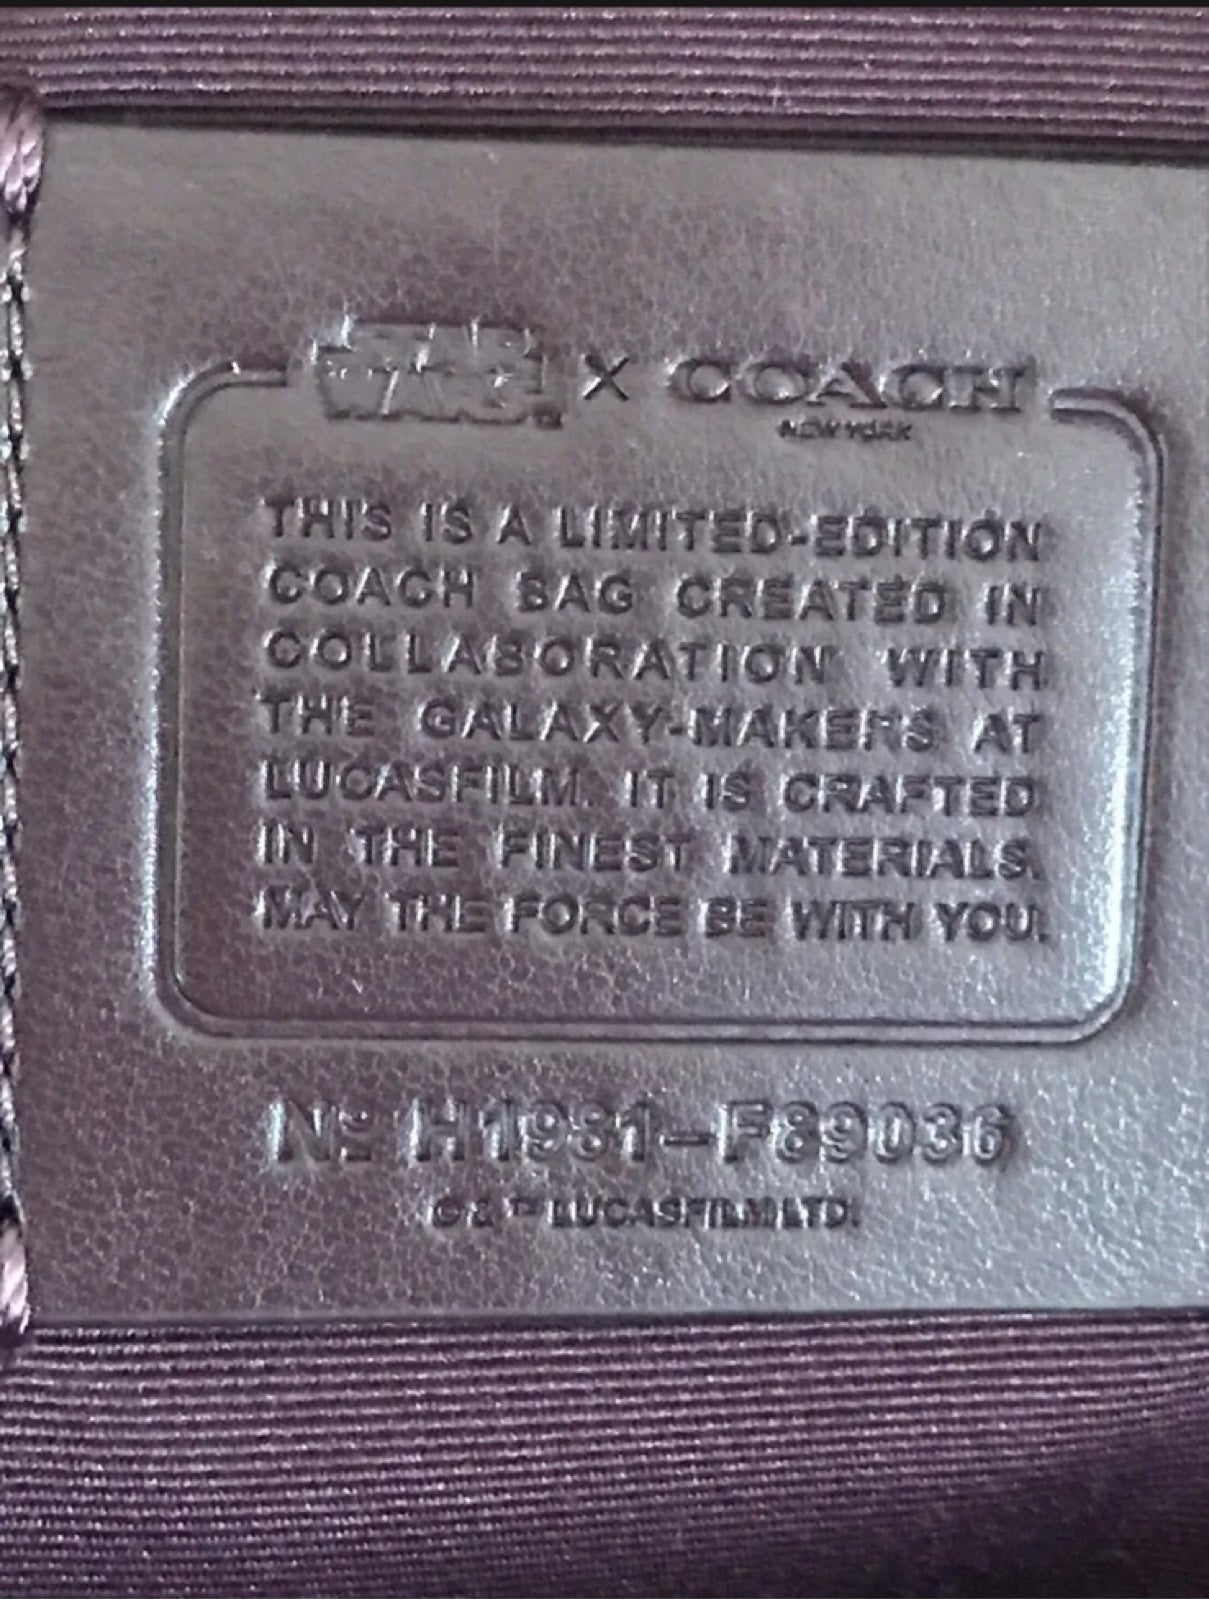 STAR WARS® X COACH
NEW YORK
THIS IS A LIMITED-EDITION
COACH BAG CREATED IN
COLLABORATION WITH
THE GALAXY-MAKERS AT
LUCASFILM. IT IS CRAFTED
IN THE FINEST MATERIALS.
MAY THE FORCE BE WITH YOU.
Nº H1981-F89036
© & ™ LUCASFILM LTD.